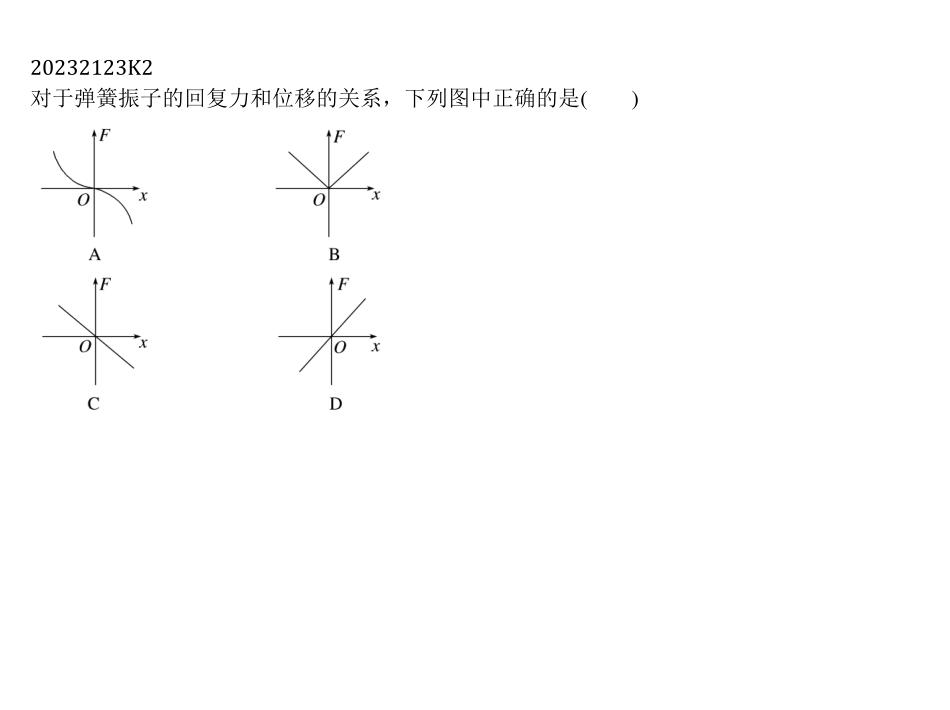 20232123K2
对于弹簧振子的回复力和位移的关系，下列图中正确的是(　　)
F F
O x O x
A B
F F
O x O x
C D